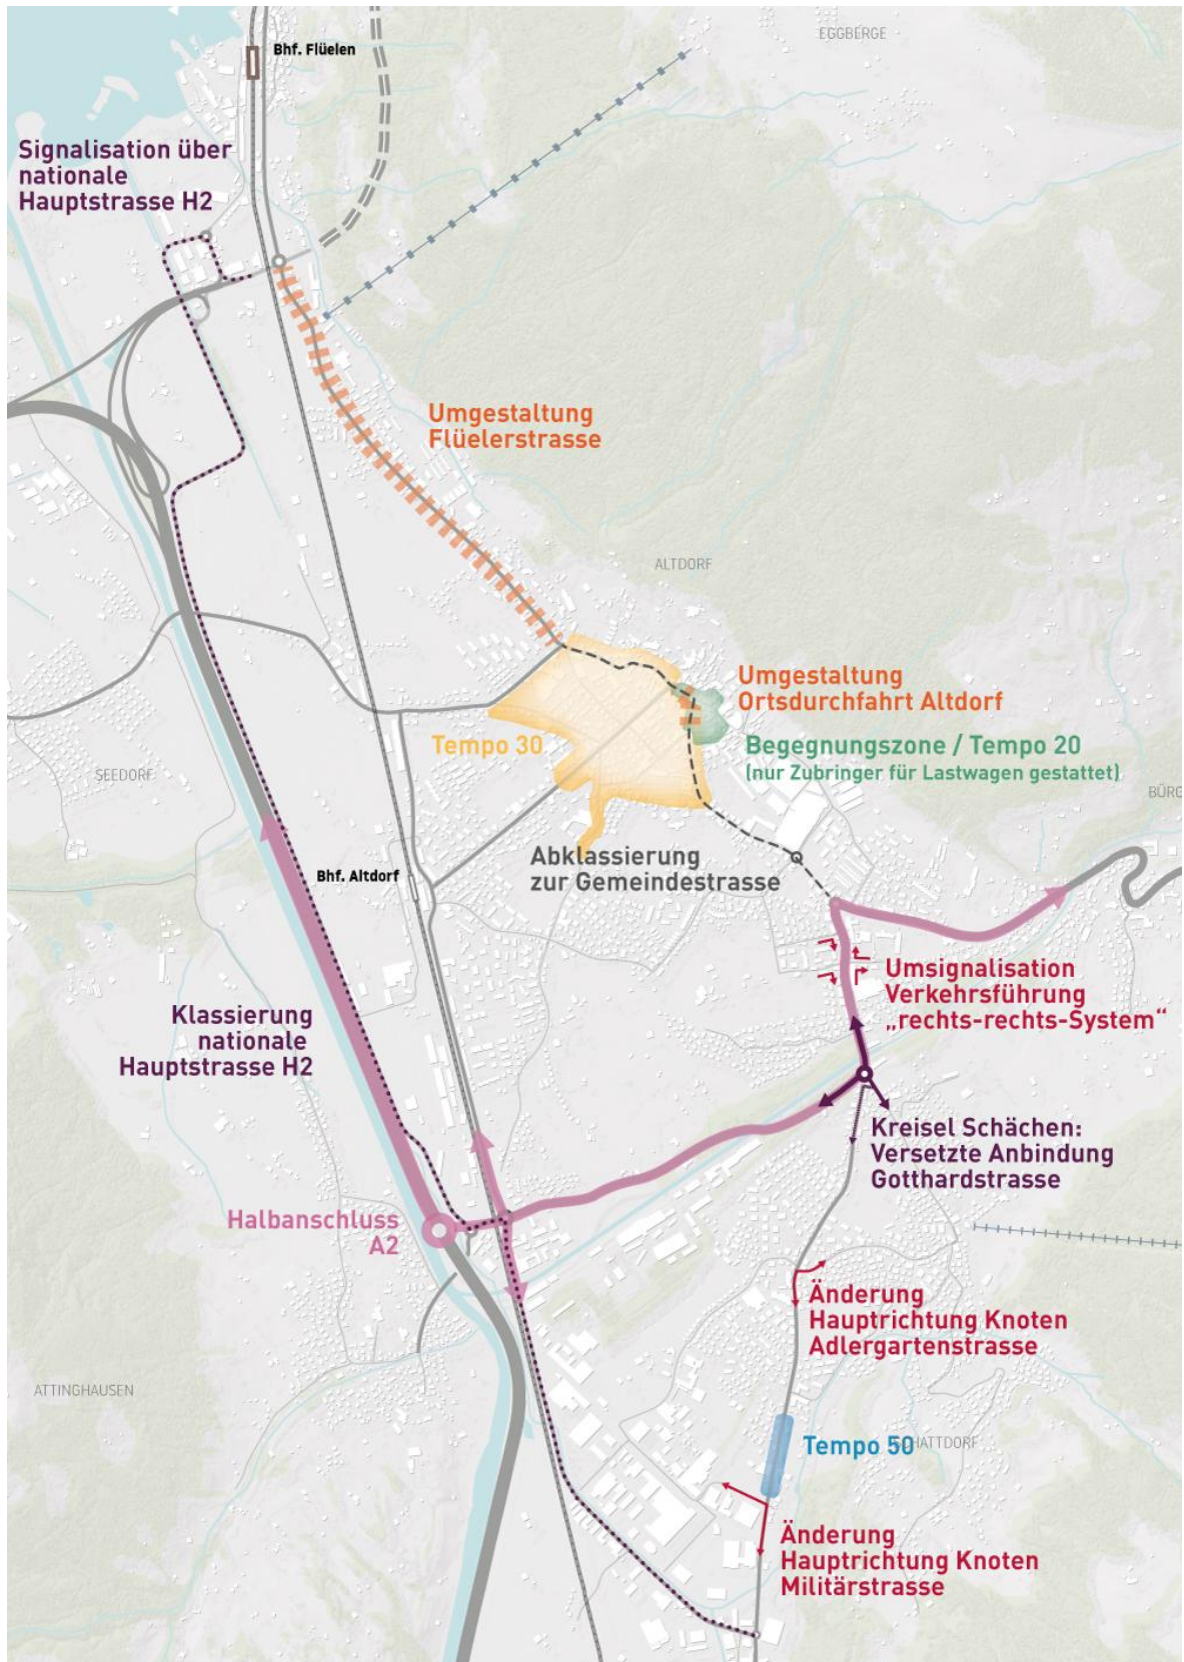 EGGBERGE
Bhf. Flüelen
Signalisation über
nationale
Hauptstrasse H2
Umgestaltung
Flüelerstrasse
ALTDORF
Umgestaltung
Ortsdurchfahrt Altdorf
Tempo 30
Begegnungszone / Tempo 20
(nur Zubringer für Lastwagen gestattet)
SEEDORF
BÜRG
Abklassierung
zur Gemeindestrasse
Bhf. Altdorf
Umsignalisation
Verkehrsführung
„rechts-rechts-System“
Klassierung
nationale
Hauptstrasse H2
Kreisel Schächen:
Versetzte Anbindung
Gotthardstrasse
Halbanschluss
A2
Änderung
Hauptrichtung Knoten
Adlergartenstrasse
ATTINGHAUSEN
Tempo 50
SCHATTDORF
Änderung
Hauptrichtung Knoten
Militärstrasse